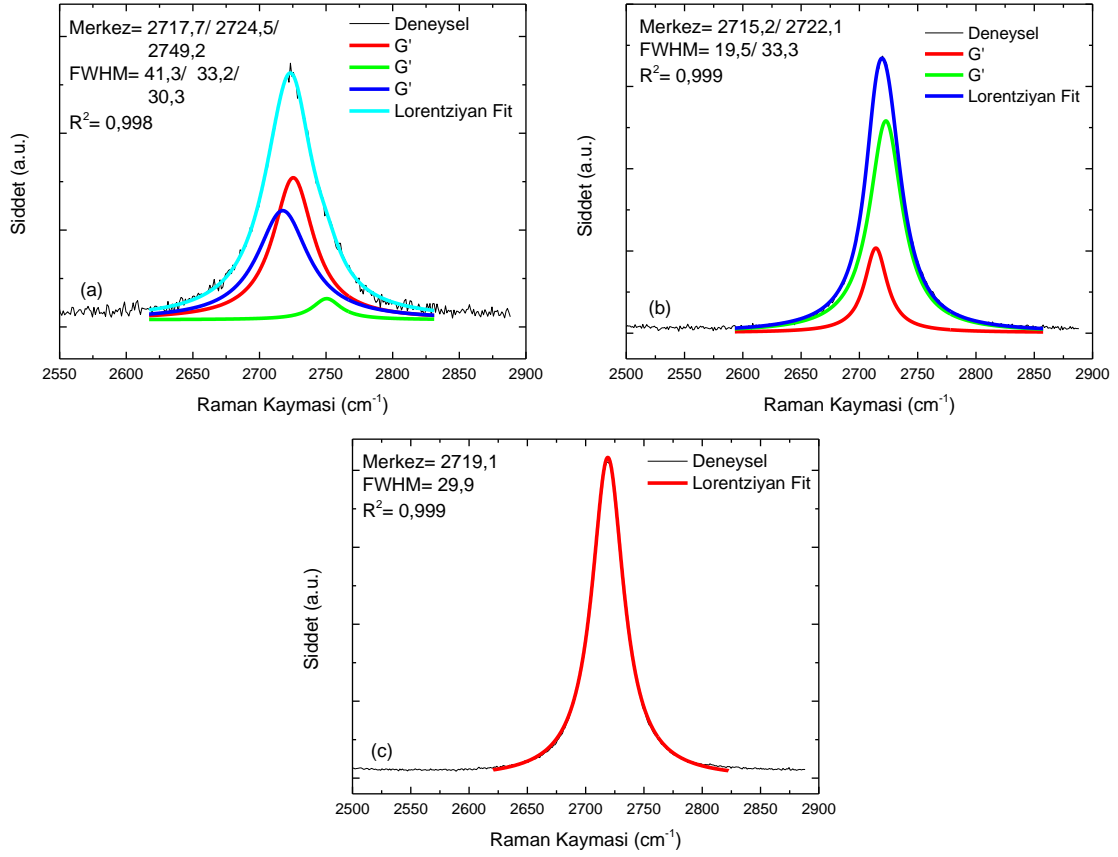 Merkez= 2717,7/ 2724,5/
2749,2
FWHM= 41,3/ 33,2/
30,3
R²= 0,998
Deneysel
G'
G'
G'
Lorentziyan Fit
(a)
Siddet (a.u.)
2550 2600 2650 2700 2750 2800 2850 2900
Raman Kaymasi (cm⁻¹)
Merkez= 2715,2/ 2722,1
FWHM= 19,5/ 33,3
R²= 0,999
Deneysel
G'
G'
Lorentziyan Fit
(b)
Siddet (a.u.)
2500 2550 2600 2650 2700 2750 2800 2850 2900
Raman Kaymasi (cm⁻¹)
Merkez= 2719,1
FWHM= 29,9
R²= 0,999
Deneysel
Lorentziyan Fit
(c)
Siddet (a.u.)
2500 2550 2600 2650 2700 2750 2800 2850 2900
Raman Kaymasi (cm⁻¹)